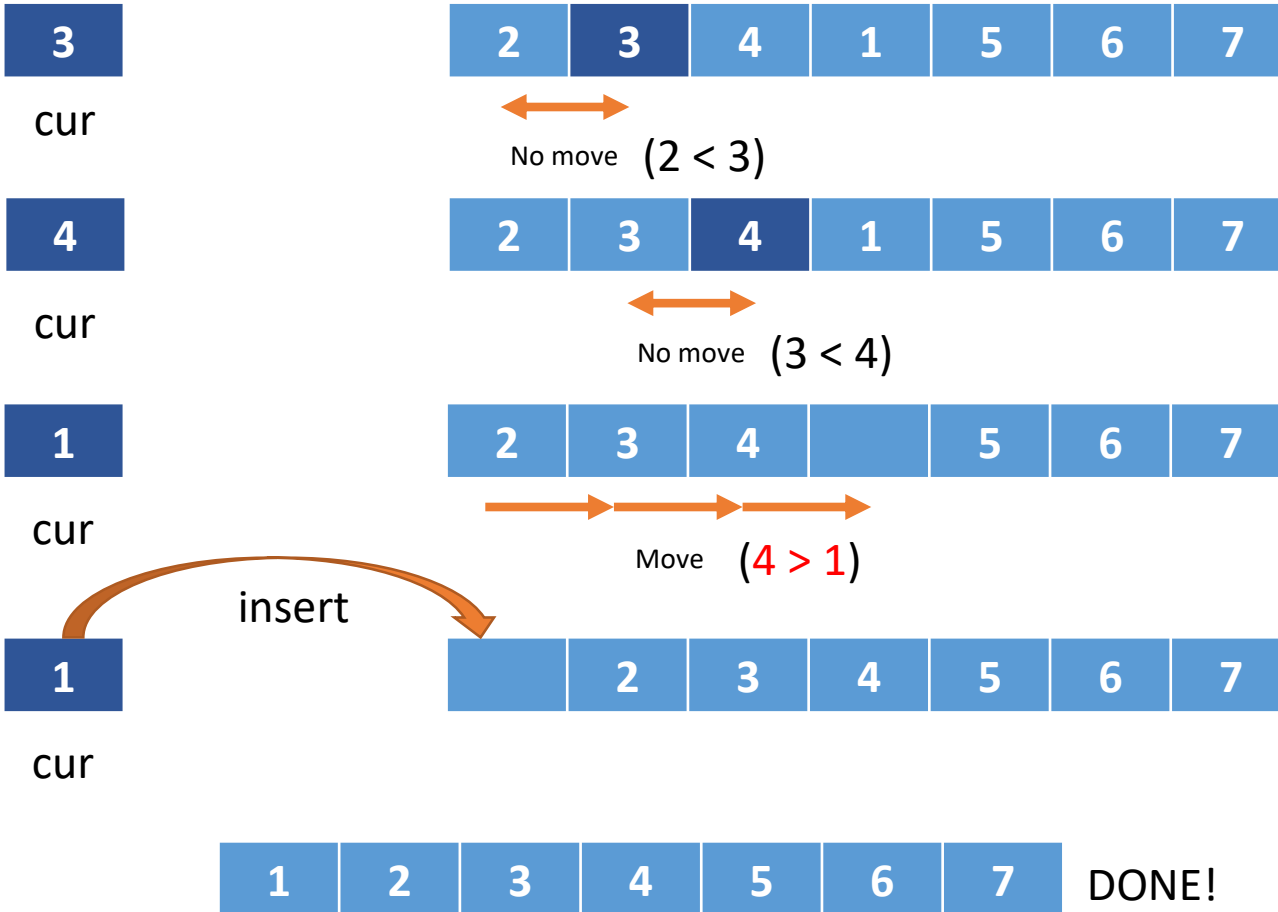 3 2 3 4 1 5 6 7
cur
No move (2 < 3)
4 2 3 4 1 5 6 7
cur
No move (3 < 4)
1 2 3 4 5 6 7
cur
Move (4 > 1)
insert
1 2 3 4 5 6 7
cur
1 2 3 4 5 6 7 DONE!